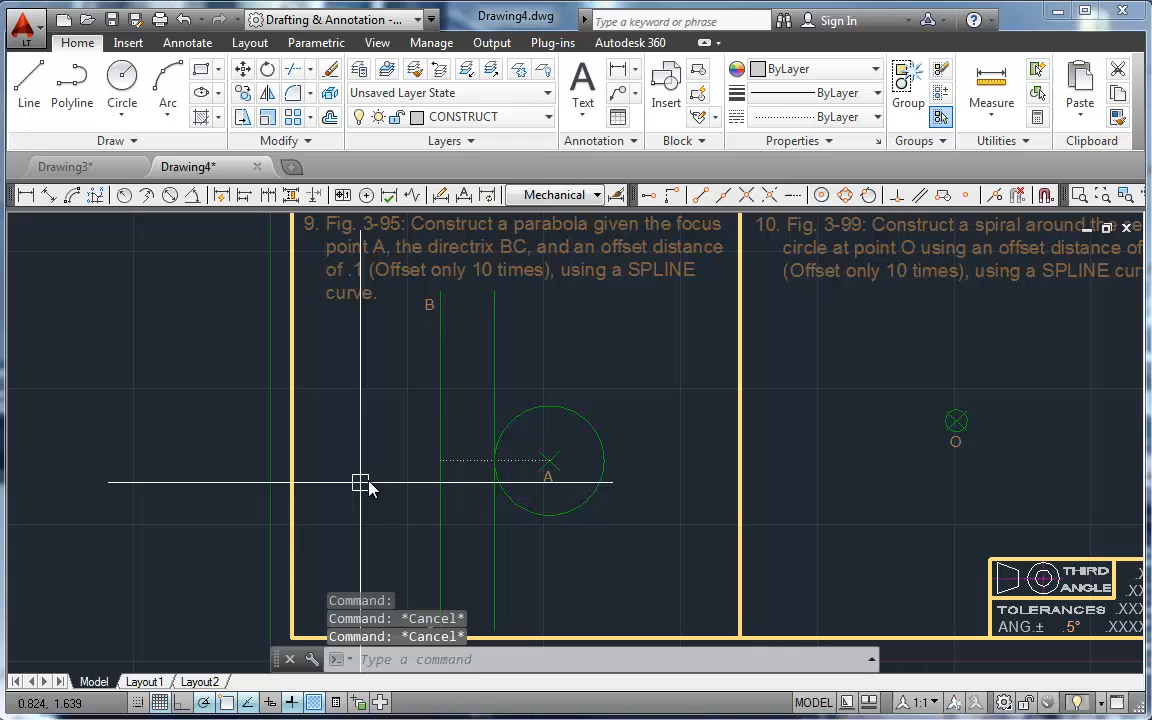 Drafting & Annotation -...
Drawing4.dwg
Type a keyword or phrase
Sign In
LT
Home Insert Annotate Layout Parametric View Manage Output Plug-ins Autodesk 360
Line Polyline Circle Arc
Unsaved Layer State
CONSTRUCT
Text
Insert
ByLayer
ByLayer
ByLayer
Group
Measure
Paste
Draw Modify Layers Annotation Block Properties Groups Utilities Clipboard
Drawing3* Drawing4*
Mechanical
9. Fig. 3-95: Construct a parabola given the focus
point A, the directrix BC, and an offset distance
of .1 (Offset only 10 times), using a SPLINE
curve.
10. Fig. 3-99: Construct a spiral around the ce
circle at point O using an offset distance of
(Offset only 10 times), using a SPLINE cur
B
A
O
THIRD
ANGLE
TOLERANCES
ANG.± .5°
.X
.XX
.XXX
.XXXX
Command:
Command: *Cancel*
Command: *Cancel*
Type a command
Model Layout1 Layout2
0.824, 1.639
MODEL
1:1